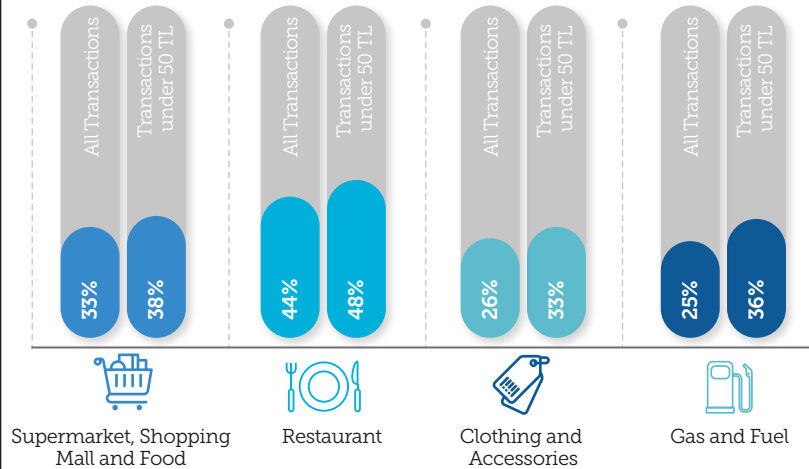 All Transactions
Transactions
under 50 TL
33%
38%
Supermarket, Shopping
Mall and Food
All Transactions
Transactions
under 50 TL
44%
48%
Restaurant
All Transactions
Transactions
under 50 TL
26%
33%
Clothing and
Accessories
All Transactions
Transactions
under 50 TL
25%
36%
Gas and Fuel